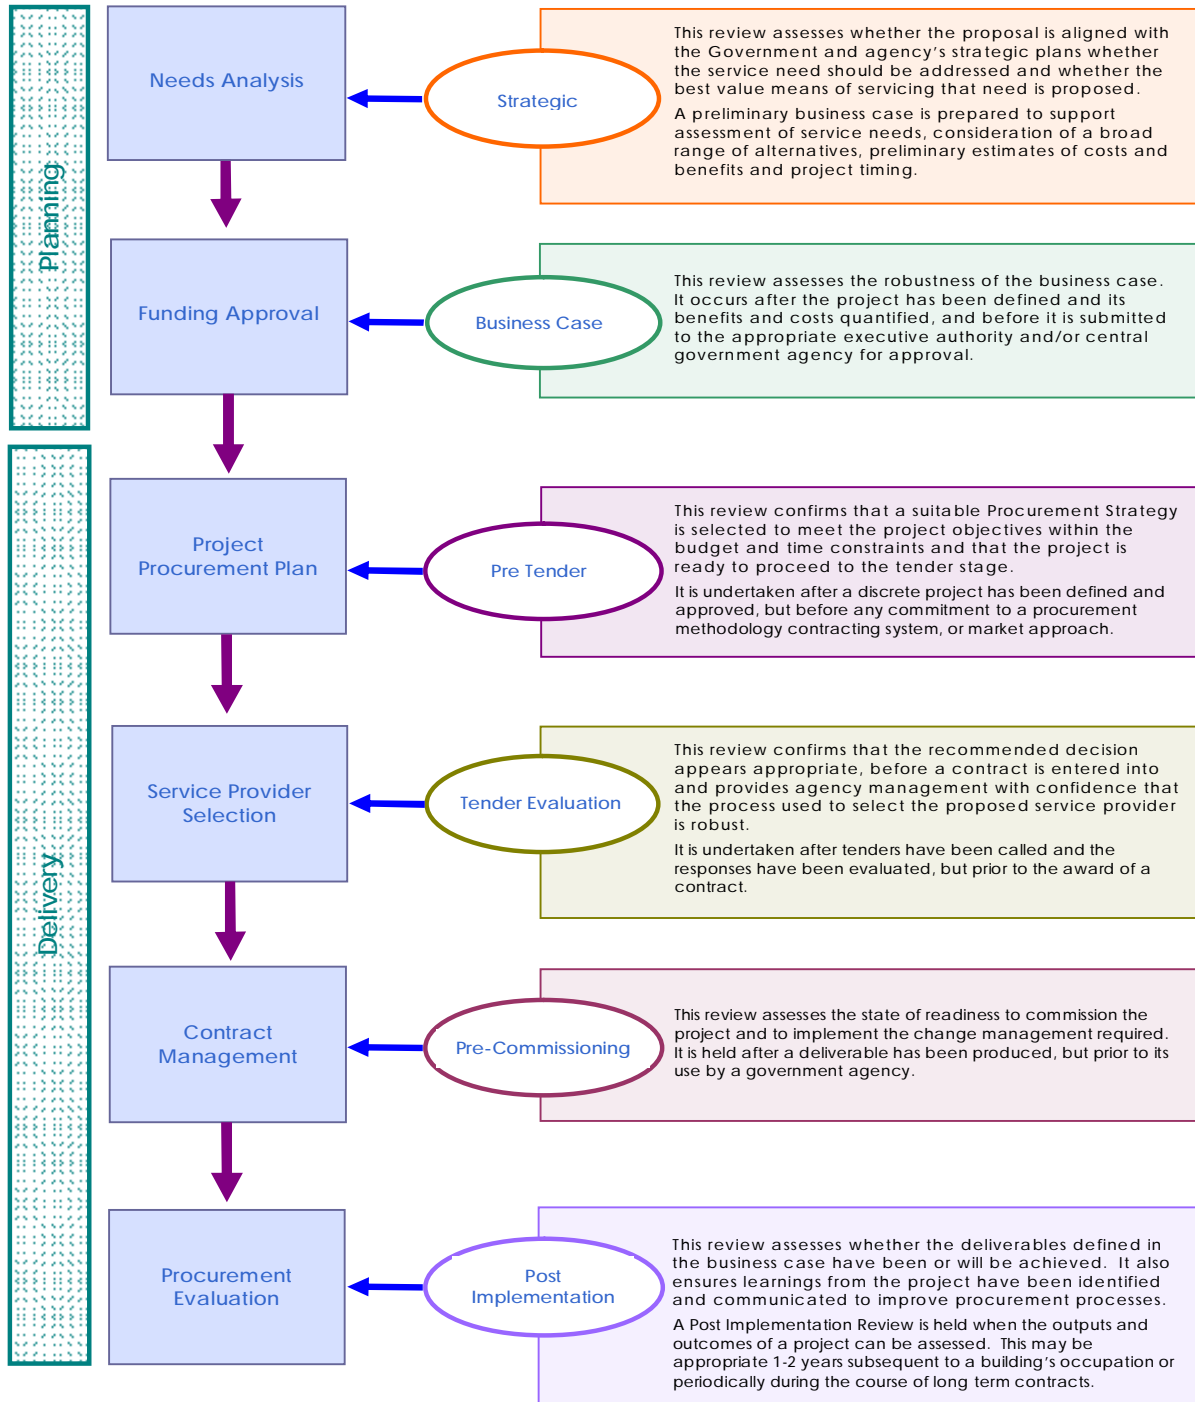 Planning
Needs Analysis
Strategic
This review assesses whether the proposal is aligned with
the Government and agency's strategic plans whether
the service need should be addressed and whether the
best value means of servicing that need is proposed.
A preliminary business case is prepared to support
assessment of service needs, consideration of a broad
range of alternatives, preliminary estimates of costs and
benefits and project timing.
Funding Approval
Business Case
This review assesses the robustness of the business case.
It occurs after the project has been defined and its
benefits and costs quantified, and before it is submitted
to the appropriate executive authority and/or central
government agency for approval.
Delivery
Project
Procurement Plan
Pre Tender
This review confirms that a suitable Procurement Strategy
is selected to meet the project objectives within the
budget and time constraints and that the project is
ready to proceed to the tender stage.
It is undertaken after a discrete project has been defined and
approved, but before any commitment to a procurement
methodology contracting system, or market approach.
Service Provider
Selection
Tender Evaluation
This review confirms that the recommended decision
appears appropriate, before a contract is entered into
and provides agency management with confidence that
the process used to select the proposed service provider
is robust.
It is undertaken after tenders have been called and the
responses have been evaluated, but prior to the award of a
contract.
Contract
Management
Pre-Commissioning
This review assesses the state of readiness to commission the
project and to implement the change management required.
It is held after a deliverable has been produced, but prior to its
use by a government agency.
Procurement
Evaluation
Post
Implementation
This review assesses whether the deliverables defined in
the business case have been or will be achieved.  It also
ensures learnings from the project have been identified
and communicated to improve procurement processes.
A Post Implementation Review is held when the outputs and
outcomes of a project can be assessed.  This may be
appropriate 1-2 years subsequent to a building's occupation or
periodically during the course of long term contracts.